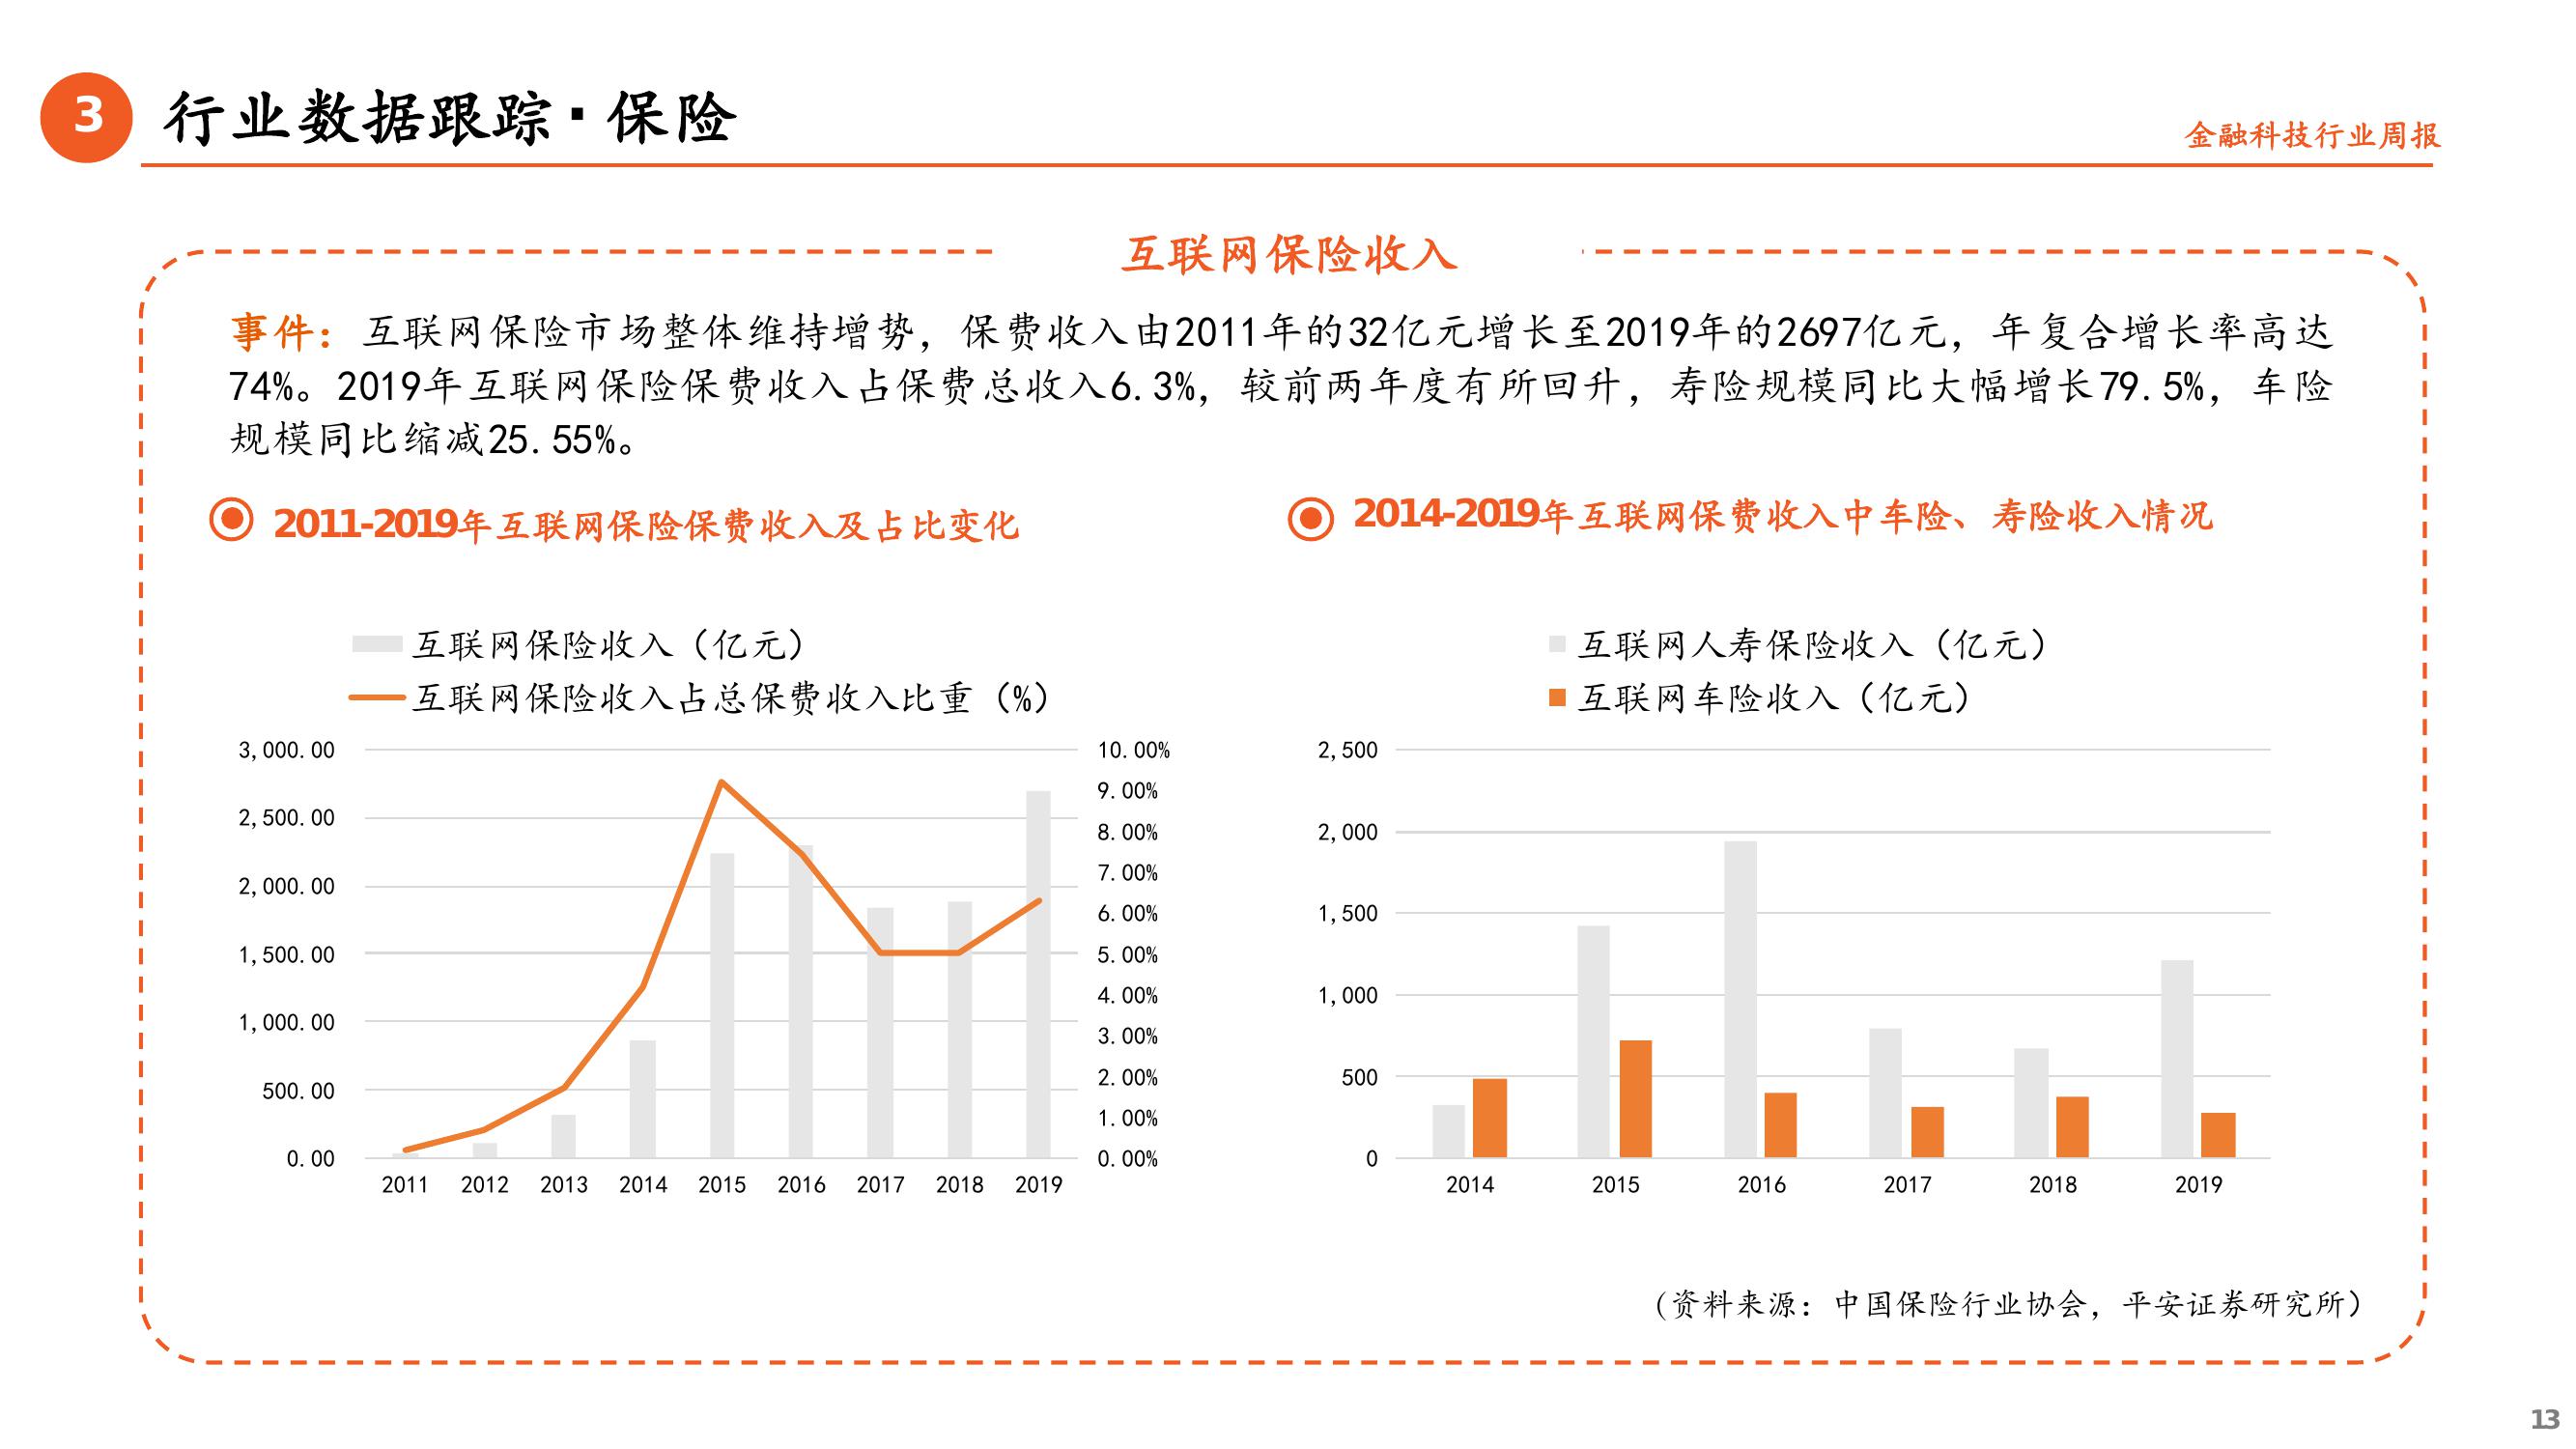 3
行业数据跟踪·保险
金融科技行业周报
互联网保险收入
事件：互联网保险市场整体维持增势，保费收入由2011年的32亿元增长至2019年的2697亿元，年复合增长率高达
74%。2019年互联网保险保费收入占保费总收入6.3%，较前两年度有所回升，寿险规模同比大幅增长79.5%，车险
规模同比缩减25.55%。
2011-2019年互联网保险保费收入及占比变化
互联网保险收入（亿元）
互联网保险收入占总保费收入比重（%）
3,000.00
2,500.00
2,000.00
1,500.00
1,000.00
500.00
0.00
10.00%
9.00%
8.00%
7.00%
6.00%
5.00%
4.00%
3.00%
2.00%
1.00%
0.00%
2011 2012 2013 2014 2015 2016 2017 2018 2019
2014-2019年互联网保费收入中车险、寿险收入情况
互联网人寿保险收入（亿元）
互联网车险收入（亿元）
2,500
2,000
1,500
1,000
500
0
2014 2015 2016 2017 2018 2019
（资料来源：中国保险行业协会，平安证券研究所）
13